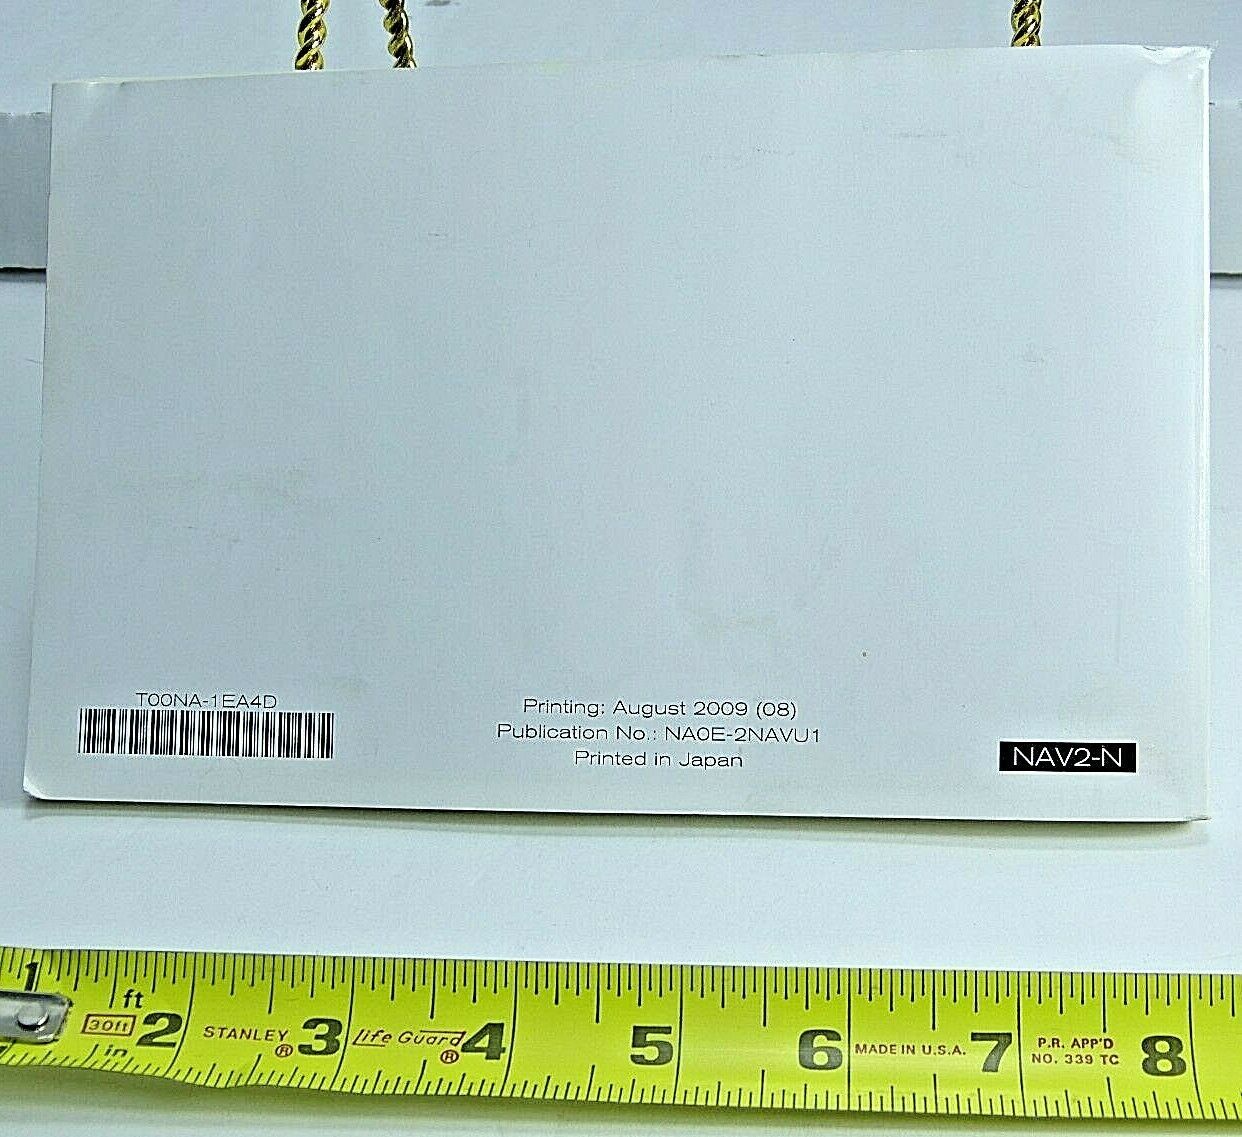 T00NA-1EA4D
Printing: August 2009 (08)
Publication No.: NA0E-2NAVU1
Printed in Japan
NAV2-N
1 ft 30ft in 2 STANLEY ® 3 Life Guard ® 4 5 6 MADE IN U.S.A. 7 P.R. APP'D 8
NO. 339 TC